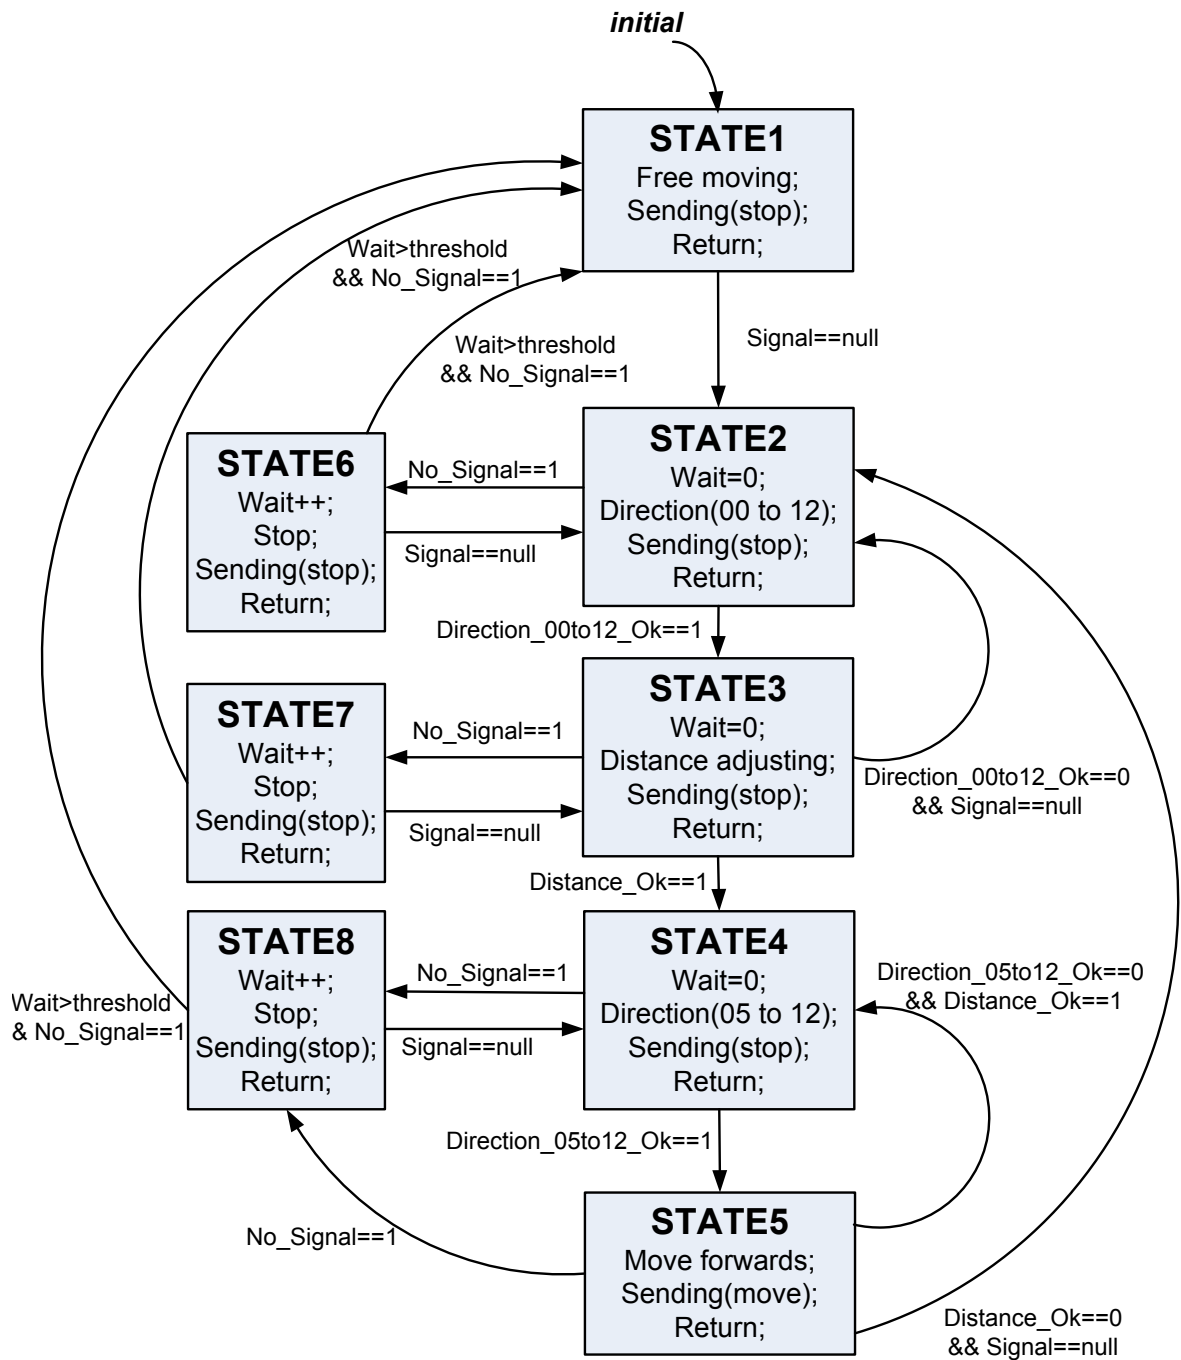 initial
STATE1
Free moving;
Sending(stop);
Return;
Wait>threshold
&& No_Signal==1
Signal==null
Wait>threshold
&& No_Signal==1
STATE2
Wait=0;
Direction(00 to 12);
Sending(stop);
Return;
STATE6
Wait++;
Stop;
Sending(stop);
Return;
No_Signal==1
Signal==null
Direction_00to12_Ok==1
STATE3
Wait=0;
Distance adjusting;
Sending(stop);
Return;
STATE7
Wait++;
Stop;
Sending(stop);
Return;
No_Signal==1
Signal==null
Direction_00to12_Ok==0
&& Signal==null
Distance_Ok==1
STATE4
Wait=0;
Direction(05 to 12);
Sending(stop);
Return;
STATE8
Wait++;
Stop;
Sending(stop);
Return;
No_Signal==1
Signal==null
Direction_05to12_Ok==0
&& Distance_Ok==1
Wait>threshold
& No_Signal==1
Direction_05to12_Ok==1
STATE5
Move forwards;
Sending(move);
Return;
No_Signal==1
Distance_Ok==0
&& Signal==null